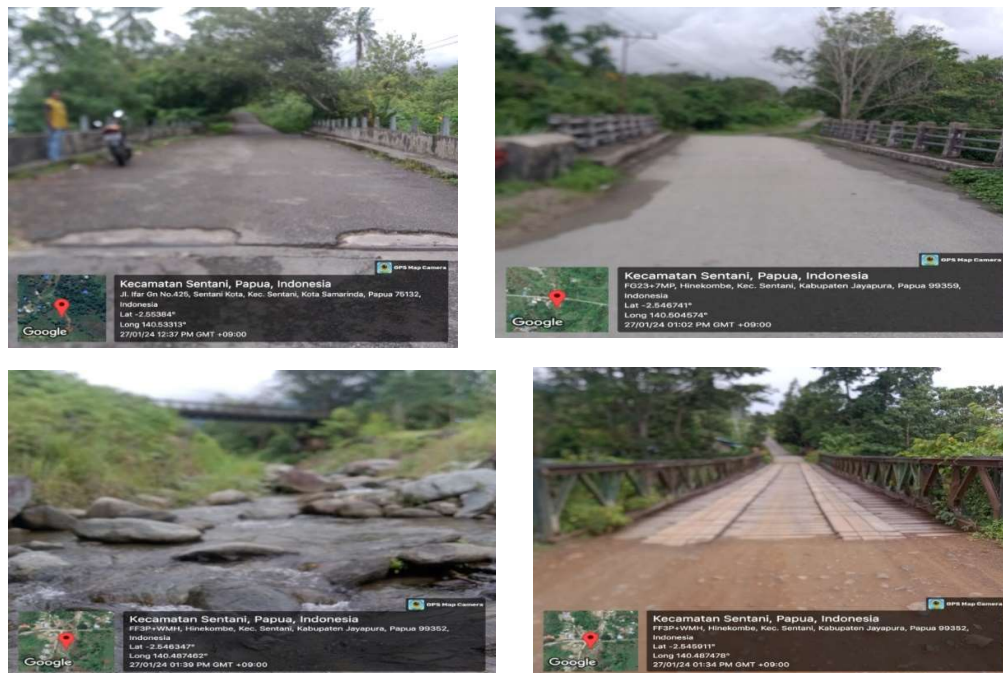 GPS Map Camera
Kecamatan Sentani, Papua, Indonesia
Jl. Ifar Gn No.425, Sentani Kota, Kec. Sentani, Kota Samarinda, Papua 75132,
Indonesia
Lat -2.55384°
Long 140.53313°
27/01/24 12:37 PM GMT +09:00
Google
GPS Map Camera
Kecamatan Sentani, Papua, Indonesia
FG23+7MP, Hinekombe, Kec. Sentani, Kabupaten Jayapura, Papua 99359,
Indonesia
Lat -2.546741°
Long 140.504574°
27/01/24 01:02 PM GMT +09:00
Google
GPS Map Camera
Kecamatan Sentani, Papua, Indonesia
FF3P+WMH, Hinekombe, Kec. Sentani, Kabupaten Jayapura, Papua 99352,
Indonesia
Lat -2.546347°
Long 140.487462°
27/01/24 01:39 PM GMT +09:00
Google
GPS Map Camera
Kecamatan Sentani, Papua, Indonesia
FF3P+WMH, Hinekombe, Kec. Sentani, Kabupaten Jayapura, Papua 99352,
Indonesia
Lat -2.545911°
Long 140.487478°
27/01/24 01:34 PM GMT +09:00
Google